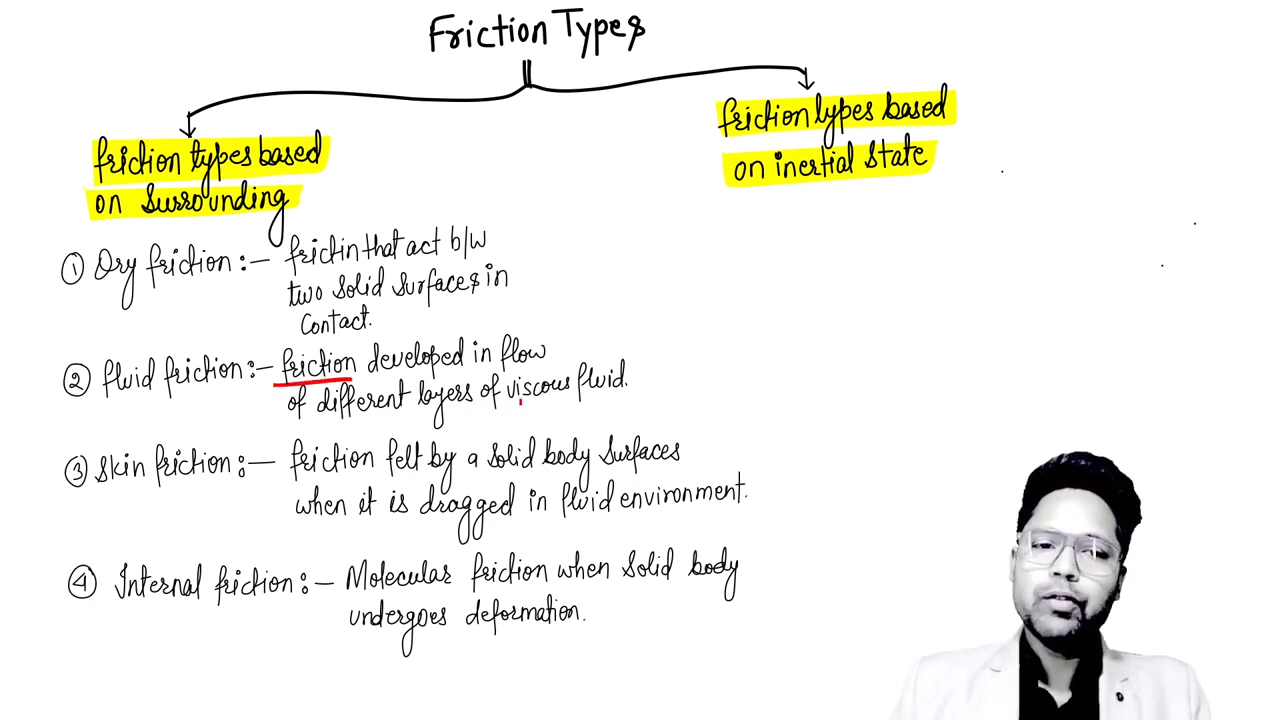 Friction Types
friction types based
on surrounding
friction types based
on inertial state
① Dry friction :— frictin that act b/w
two solid surfaces in
contact.
② fluid friction :— friction developed in flow
of different layers of viscous fluid.
③ Skin friction :— friction felt by a solid body surfaces
when it is dragged in fluid environment.
④ Internal friction :— Molecular friction when solid body
undergoes deformation.